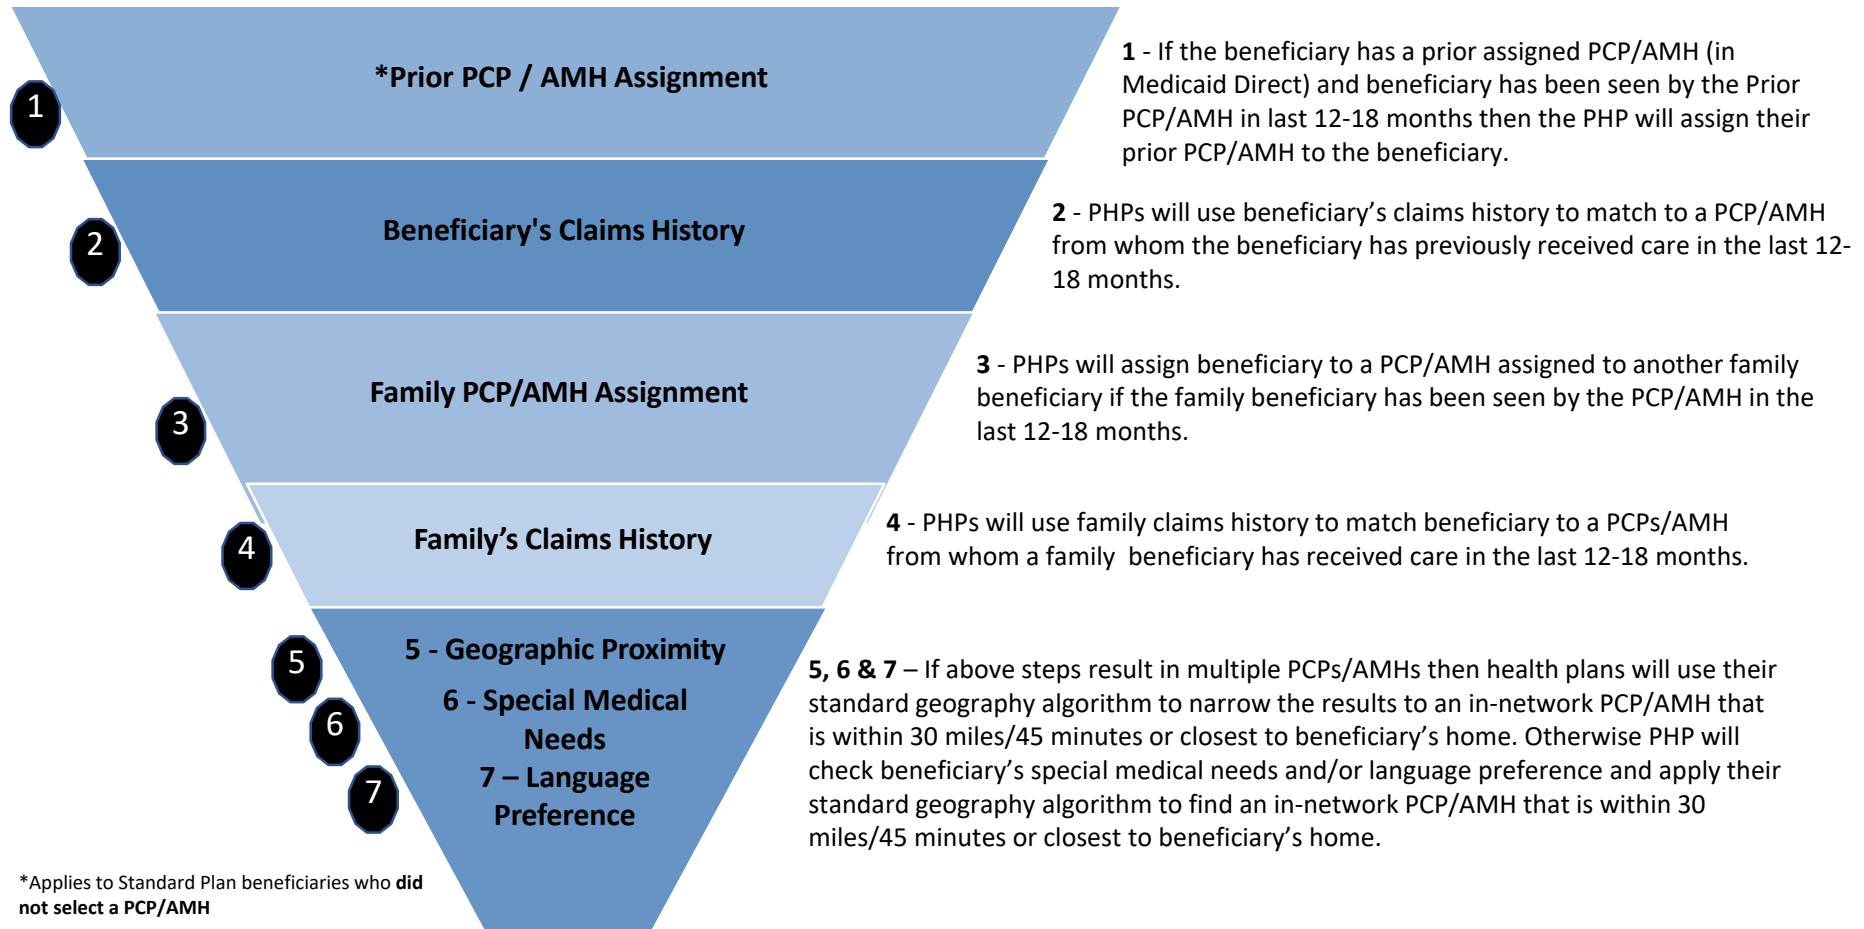 *Prior PCP / AMH Assignment
1
1 - If the beneficiary has a prior assigned PCP/AMH (in
Medicaid Direct) and beneficiary has been seen by the Prior
PCP/AMH in last 12-18 months then the PHP will assign their
prior PCP/AMH to the beneficiary.
Beneficiary's Claims History
2
2 - PHPs will use beneficiary’s claims history to match to a PCP/AMH
from whom the beneficiary has previously received care in the last 12-
18 months.
Family PCP/AMH Assignment
3
3 - PHPs will assign beneficiary to a PCP/AMH assigned to another family
beneficiary if the family beneficiary has been seen by the PCP/AMH in the
last 12-18 months.
Family’s Claims History
4
4 - PHPs will use family claims history to match beneficiary to a PCPs/AMH
from whom a family  beneficiary has received care in the last 12-18 months.
5 - Geographic Proximity
6 - Special Medical
Needs
7 – Language
Preference
5
6
7
5, 6 & 7 – If above steps result in multiple PCPs/AMHs then health plans will use their
standard geography algorithm to narrow the results to an in-network PCP/AMH that
is within 30 miles/45 minutes or closest to beneficiary’s home. Otherwise PHP will
check beneficiary’s special medical needs and/or language preference and apply their
standard geography algorithm to find an in-network PCP/AMH that is within 30
miles/45 minutes or closest to beneficiary’s home.
*Applies to Standard Plan beneficiaries who did
not select a PCP/AMH